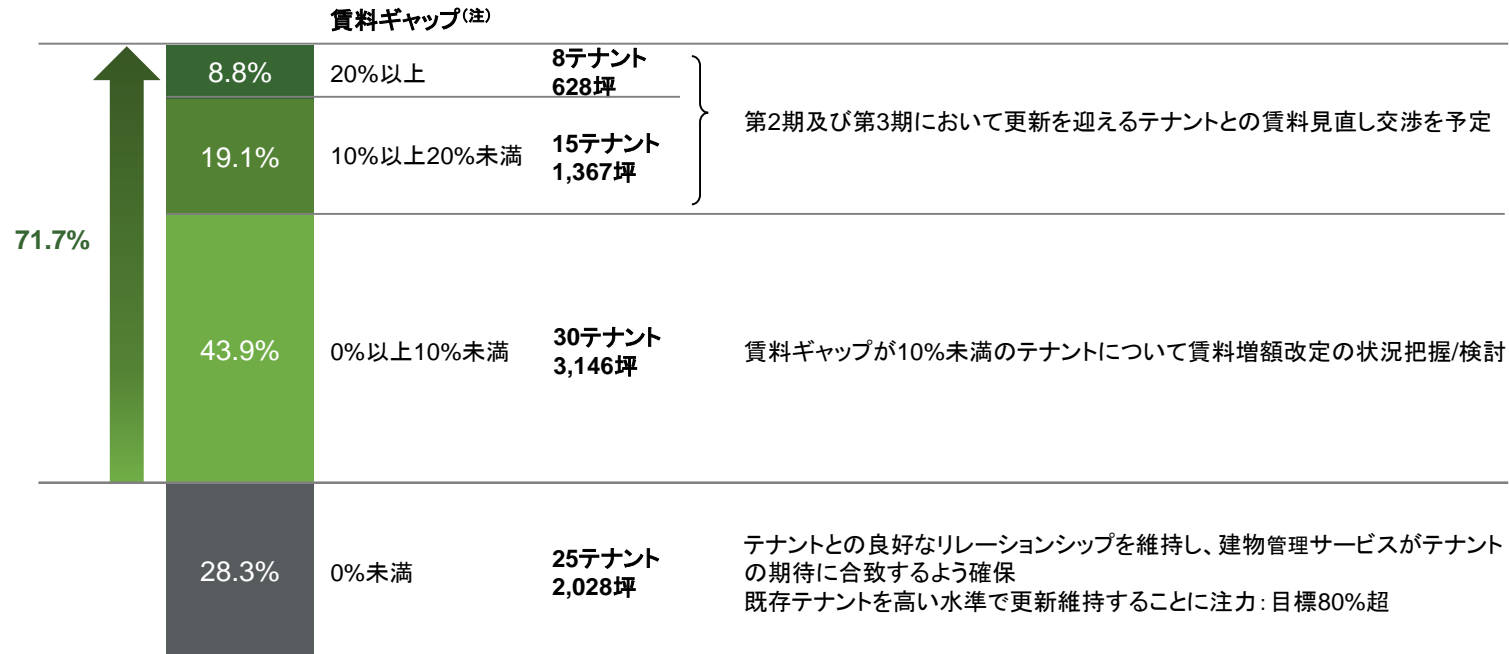 賃料ギャップ(注)
8.8%
20%以上
8テナント
628坪
第2期及び第3期において更新を迎えるテナントとの賃料見直し交渉を予定
19.1%
10%以上20%未満
15テナント
1,367坪
71.7%
43.9%
0%以上10%未満
30テナント
3,146坪
賃料ギャップが10%未満のテナントについて賃料増額改定の状況把握/検討
28.3%
0%未満
25テナント
2,028坪
テナントとの良好なリレーションシップを維持し、建物管理サービスがテナント
の期待に合致するよう確保
既存テナントを高い水準で更新維持することに注力：目標80%超